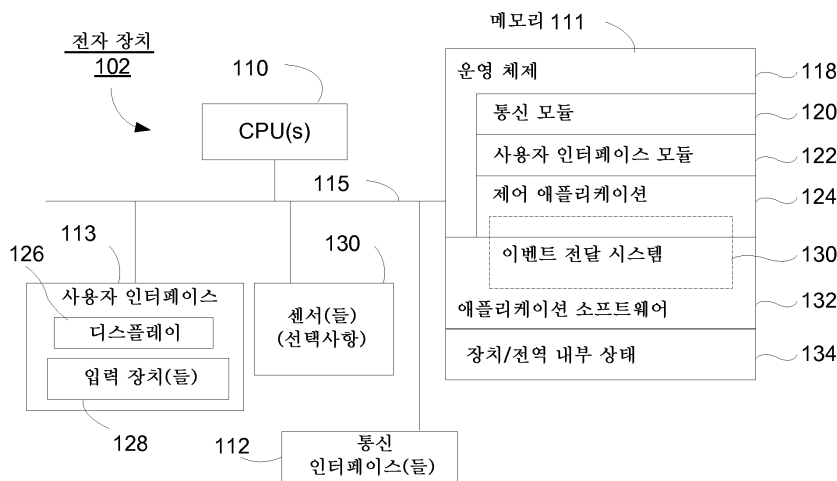 전자 장치
102
110
CPU(s)
115
113
126
사용자 인터페이스
디스플레이
입력 장치(들)
128
130
센서(들)
(선택사항)
112
통신
인터페이스(들)
메모리 111
운영 체제
118
통신 모듈
120
사용자 인터페이스 모듈
122
제어 애플리케이션
124
이벤트 전달 시스템
130
애플리케이션 소프트웨어
132
장치/전역 내부 상태
134